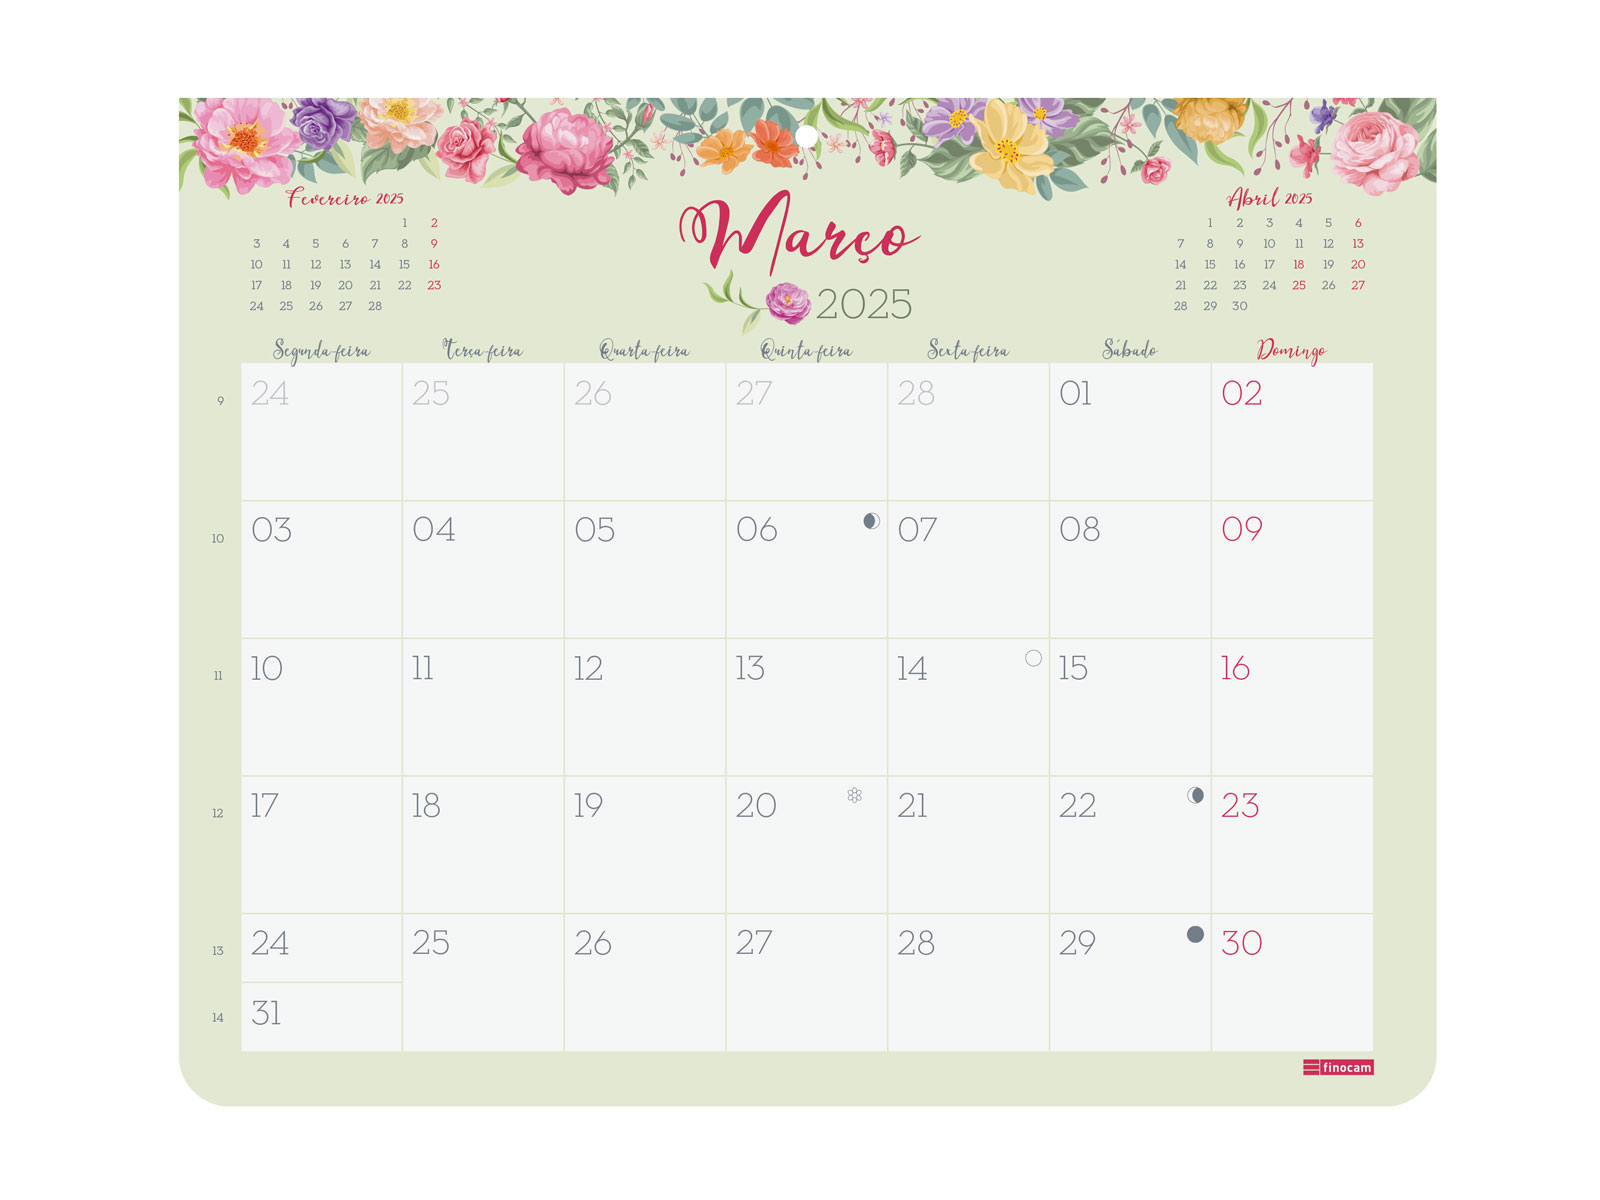 Fevereiro 2025
1 2
3 4 5 6 7 8 9
10 11 12 13 14 15 16
17 18 19 20 21 22 23
24 25 26 27 28
Março
2025
Abril 2025
1 2 3 4 5 6
7 8 9 10 11 12 13
14 15 16 17 18 19 20
21 22 23 24 25 26 27
28 29 30
Segunda-feira Terça-feira Quarta-feira Quinta-feira Sexta-feira Sábado Domingo
9 24 25 26 27 28 01 02
10 03 04 05 06 07 08 09
11 10 11 12 13 14 15 16
12 17 18 19 20 21 22 23
13 24 25 26 27 28 29 30
14 31
finocam